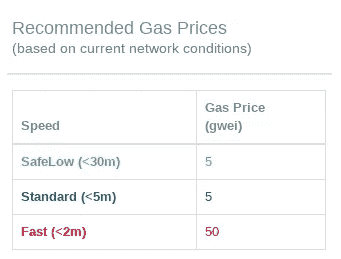 Recommended Gas Prices
(based on current network conditions)
Speed Gas Price (gwei)
SafeLow (<30m) 5
Standard (<5m) 5
Fast (<2m) 50